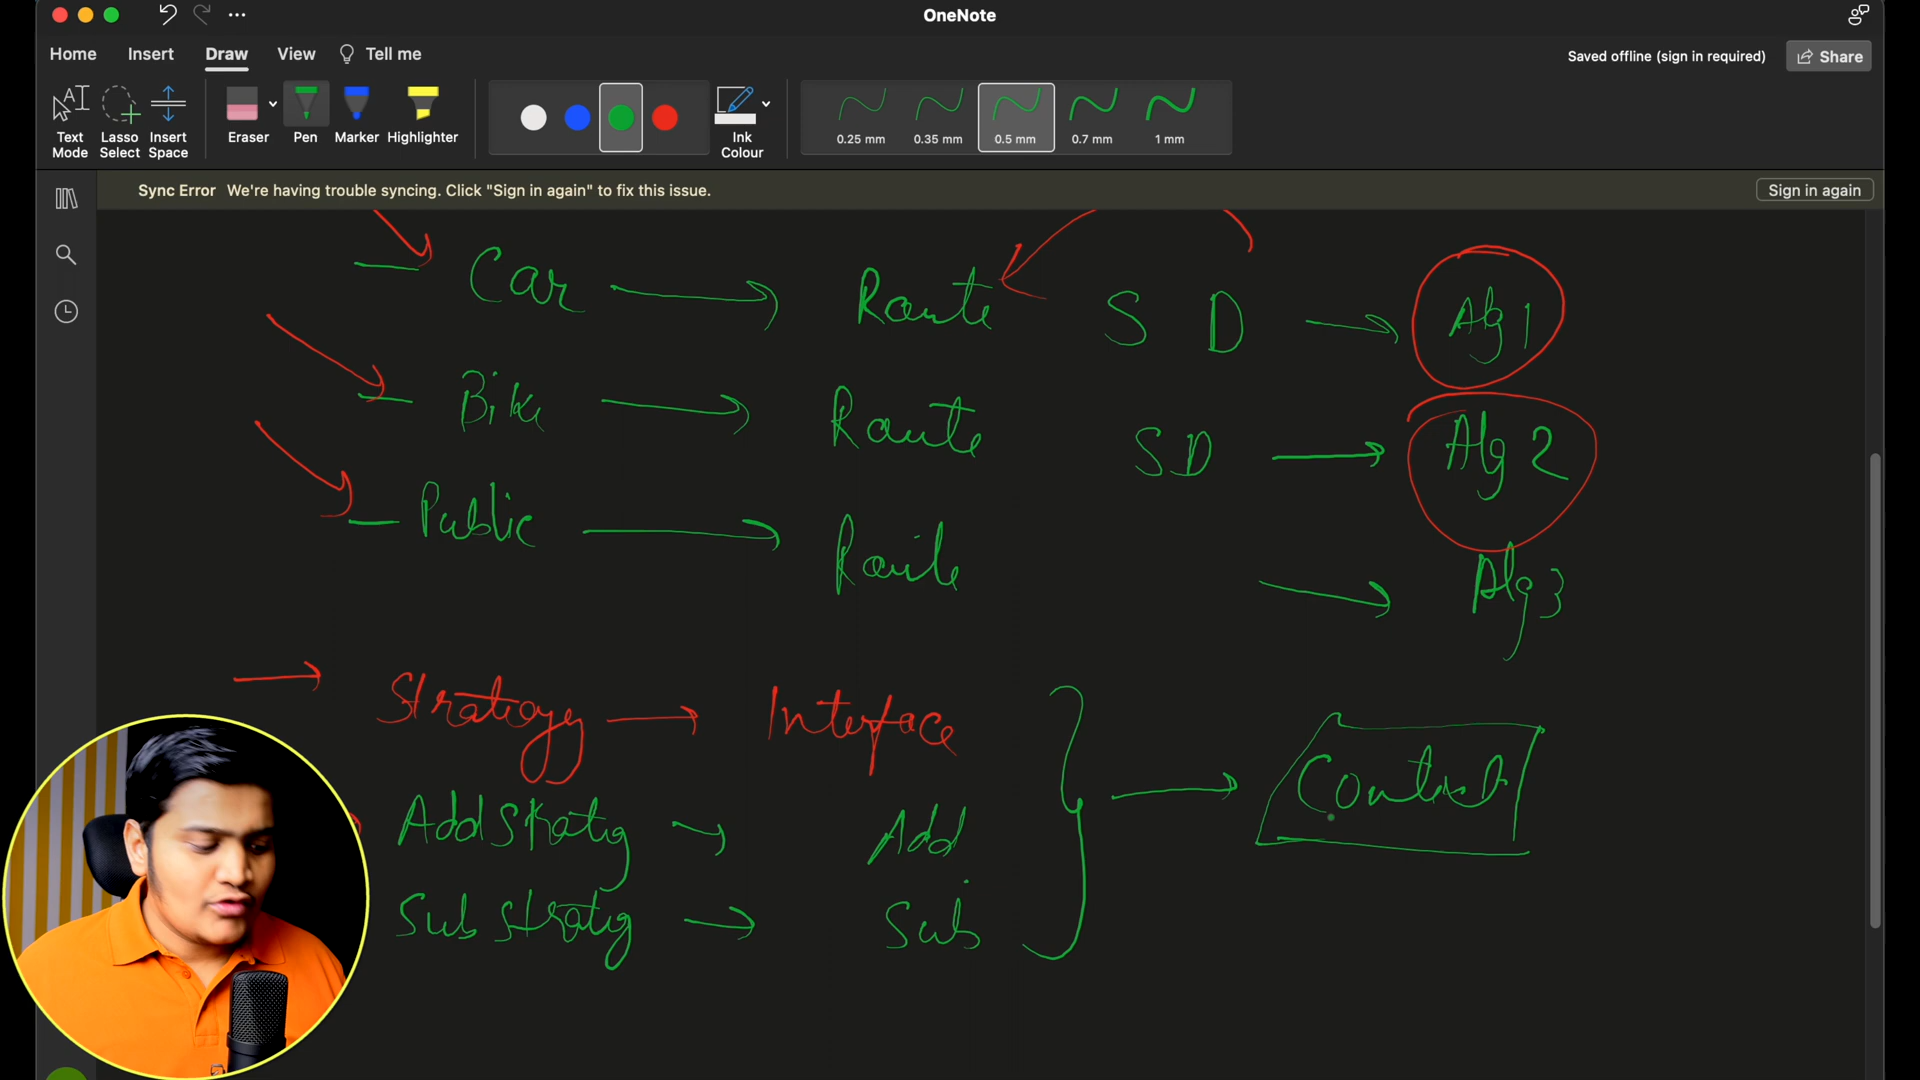 OneNote
Home Insert Draw View Tell me
Saved offline (sign in required) Share
Text Mode
Lasso Select
Insert Space
Eraser
Pen
Marker
Highlighter
Ink Colour
0.25 mm
0.35 mm
0.5 mm
0.7 mm
1 mm
Sync Error We're having trouble syncing. Click "Sign in again" to fix this issue. Sign in again
Car Route S D Alg 1
Bike Route SD Alg 2
Public Route Alg 3
Strategy Interface
AddStrateg Add
Sub Strateg Sub
Context